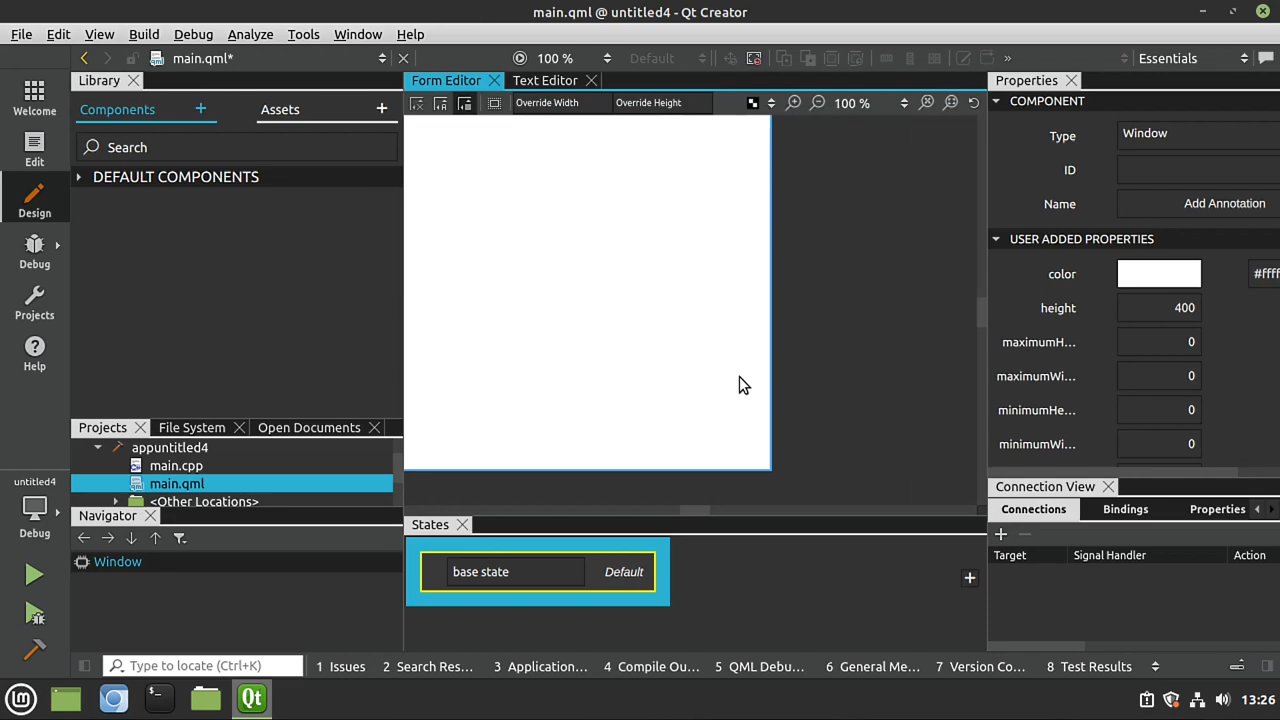 main.qml @ untitled4 - Qt Creator
File Edit View Build Debug Analyze Tools Window Help
Welcome
Edit
Design
Debug
Projects
Help
untitled4
Debug
main.qml*
100 %
Default
Essentials
Library
Components +
Assets +
Search
DEFAULT COMPONENTS
Projects
File System
Open Documents
appuntitled4
main.cpp
main.qml
<Other Locations>
Navigator
Window
Form Editor
Text Editor
Override Width
Override Height
100 %
States
base state
Default
Properties
COMPONENT
Type Window
ID
Name Add Annotation
USER ADDED PROPERTIES
color #ffff
height 400
maximumH... 0
maximumWi... 0
minimumHe... 0
minimumWi... 0
Connection View
Connections Bindings Properties
Target Signal Handler Action
Type to locate (Ctrl+K)
1 Issues
2 Search Res...
3 Application...
4 Compile Ou...
5 QML Debu...
6 General Me...
7 Version Co...
8 Test Results
Qt
13:26